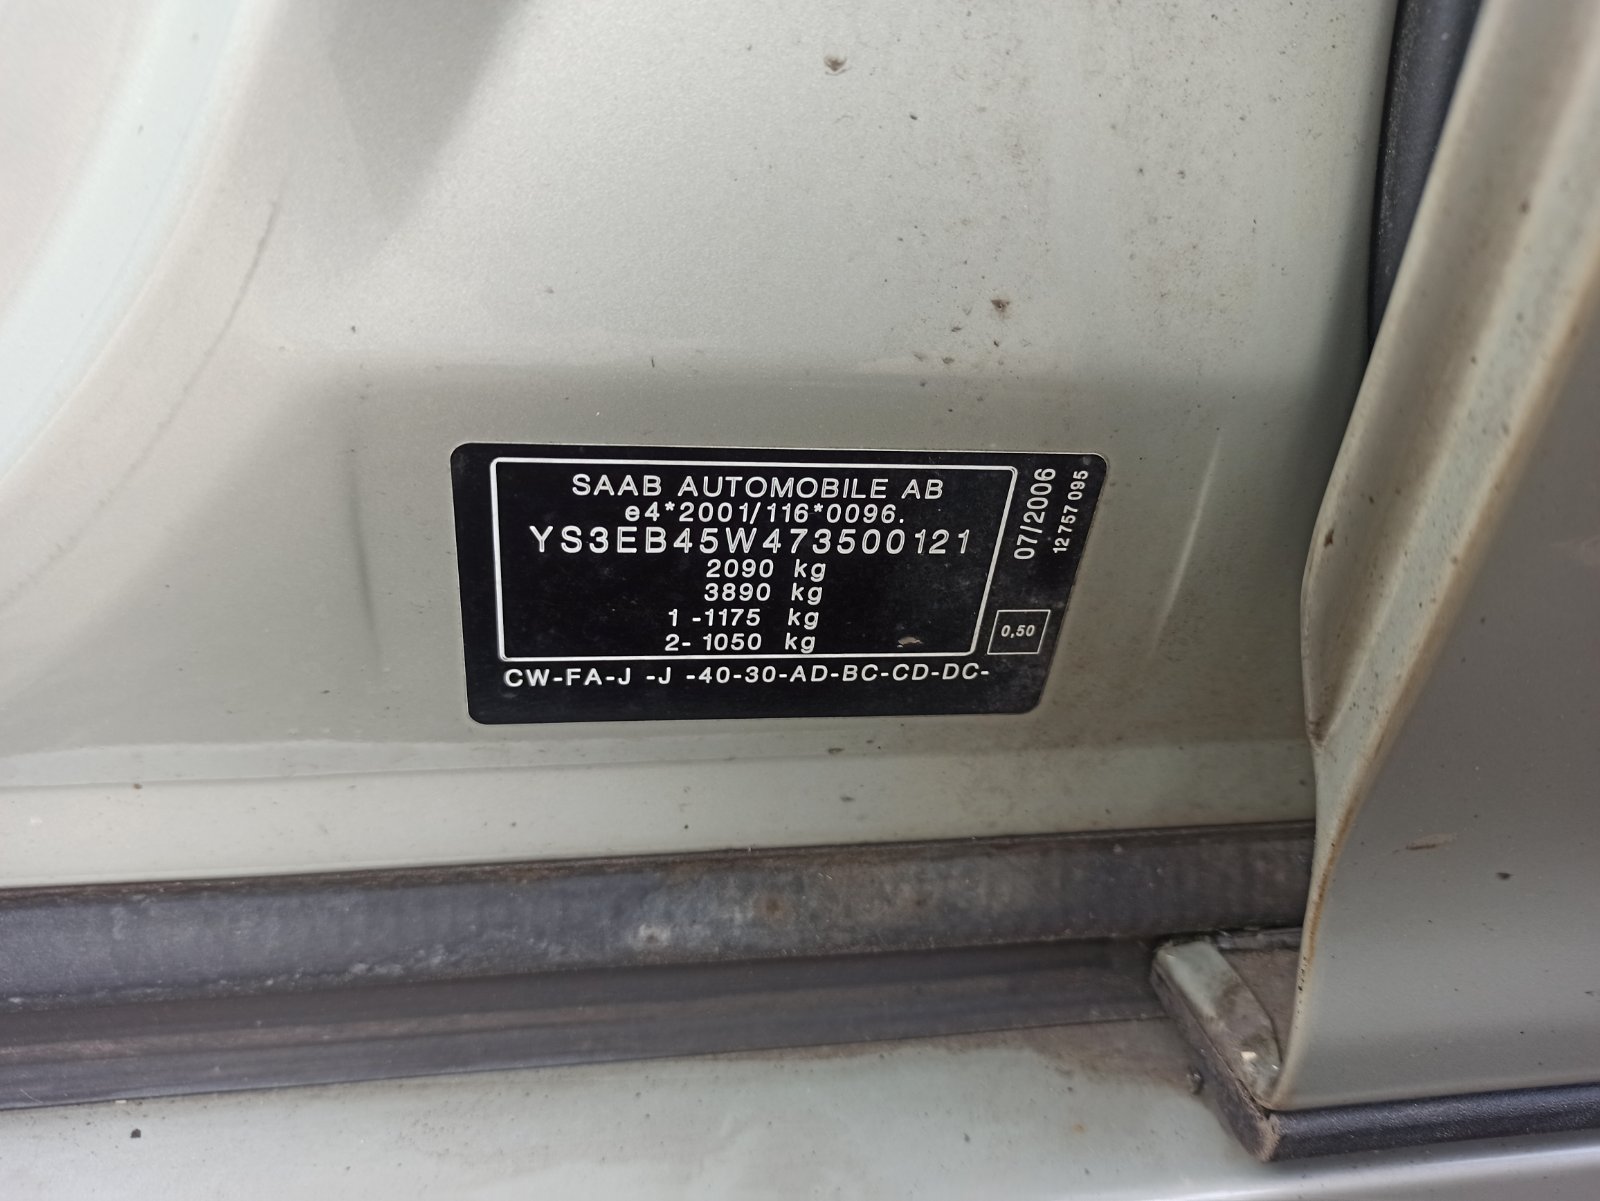 SAAB AUTOMOBILE AB
e4*2001/116*0096.
YS3EB45W473500121
2090 kg
3890 kg
1 -1175 kg
2- 1050 kg
CW-FA-J -J -40-30-AD-BC-CD-DC-
07/2006
12 757 095
0,50